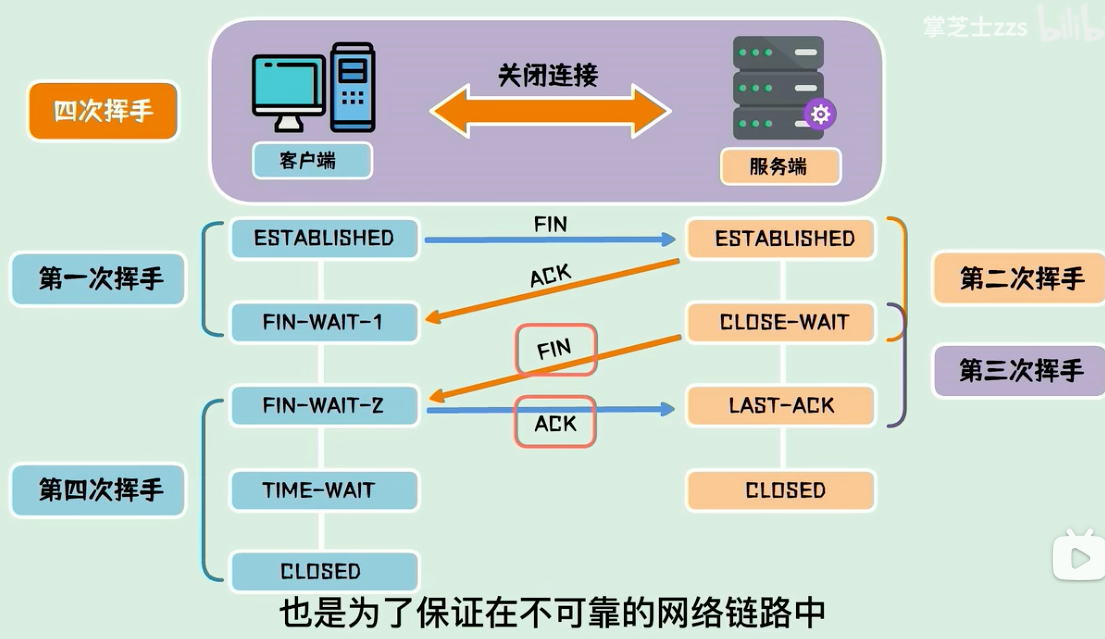 掌芝士zzs bilibi
四次挥手
关闭连接
客户端
服务端
ESTABLISHED
FIN
ESTABLISHED
第一次挥手
ACK
第二次挥手
FIN-WAIT-1
CLOSE-WAIT
FIN
第三次挥手
FIN-WAIT-2
ACK
LAST-ACK
第四次挥手
TIME-WAIT
CLOSED
CLOSED
也是为了保证在不可靠的网络链路中